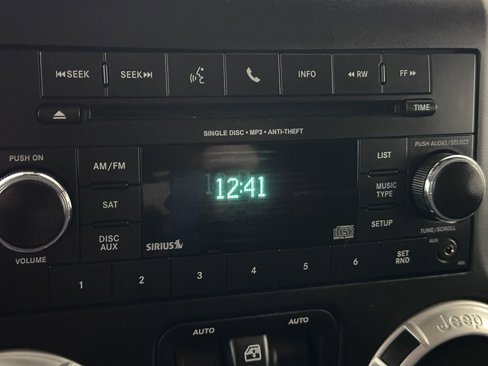 SEEK
SEEK
INFO
RW
FF
TIME
SINGLE DISC • MP3 • ANTI-THEFT
PUSH ON
VOLUME
AM/FM
SAT
DISC
AUX
12:41
SIRIUS
LIST
MUSIC
TYPE
SETUP
PUSH AUDIO/SELECT
TUNE/SCROLL
AUX
1
2
3
4
5
6
SET
RND
AUTO
AUTO
Jeep